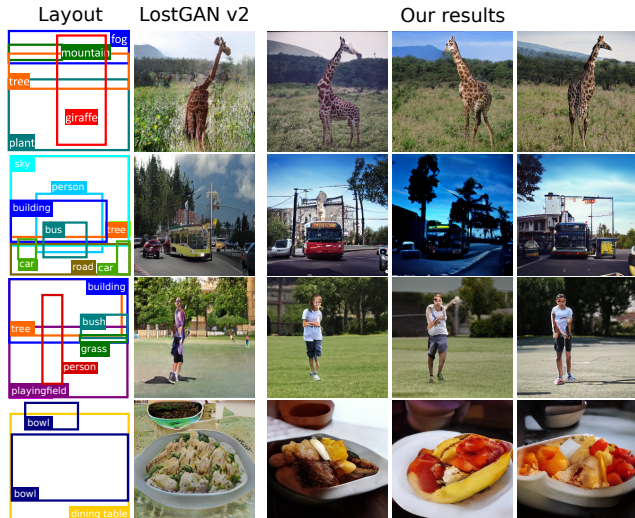 Layout
LostGAN v2
Our results
fog
mountain
tree
giraffe
plant
sky
person
building
bus
tree
car
road
car
building
tree
bush
grass
person
playingfield
bowl
bowl
dining table